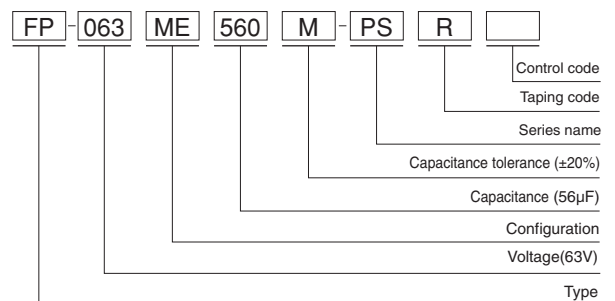 FP-063 ME 560 M-PS R
Control code
Taping code
Series name
Capacitance tolerance (±20%)
Capacitance (56μF)
Configuration
Voltage(63V)
Type